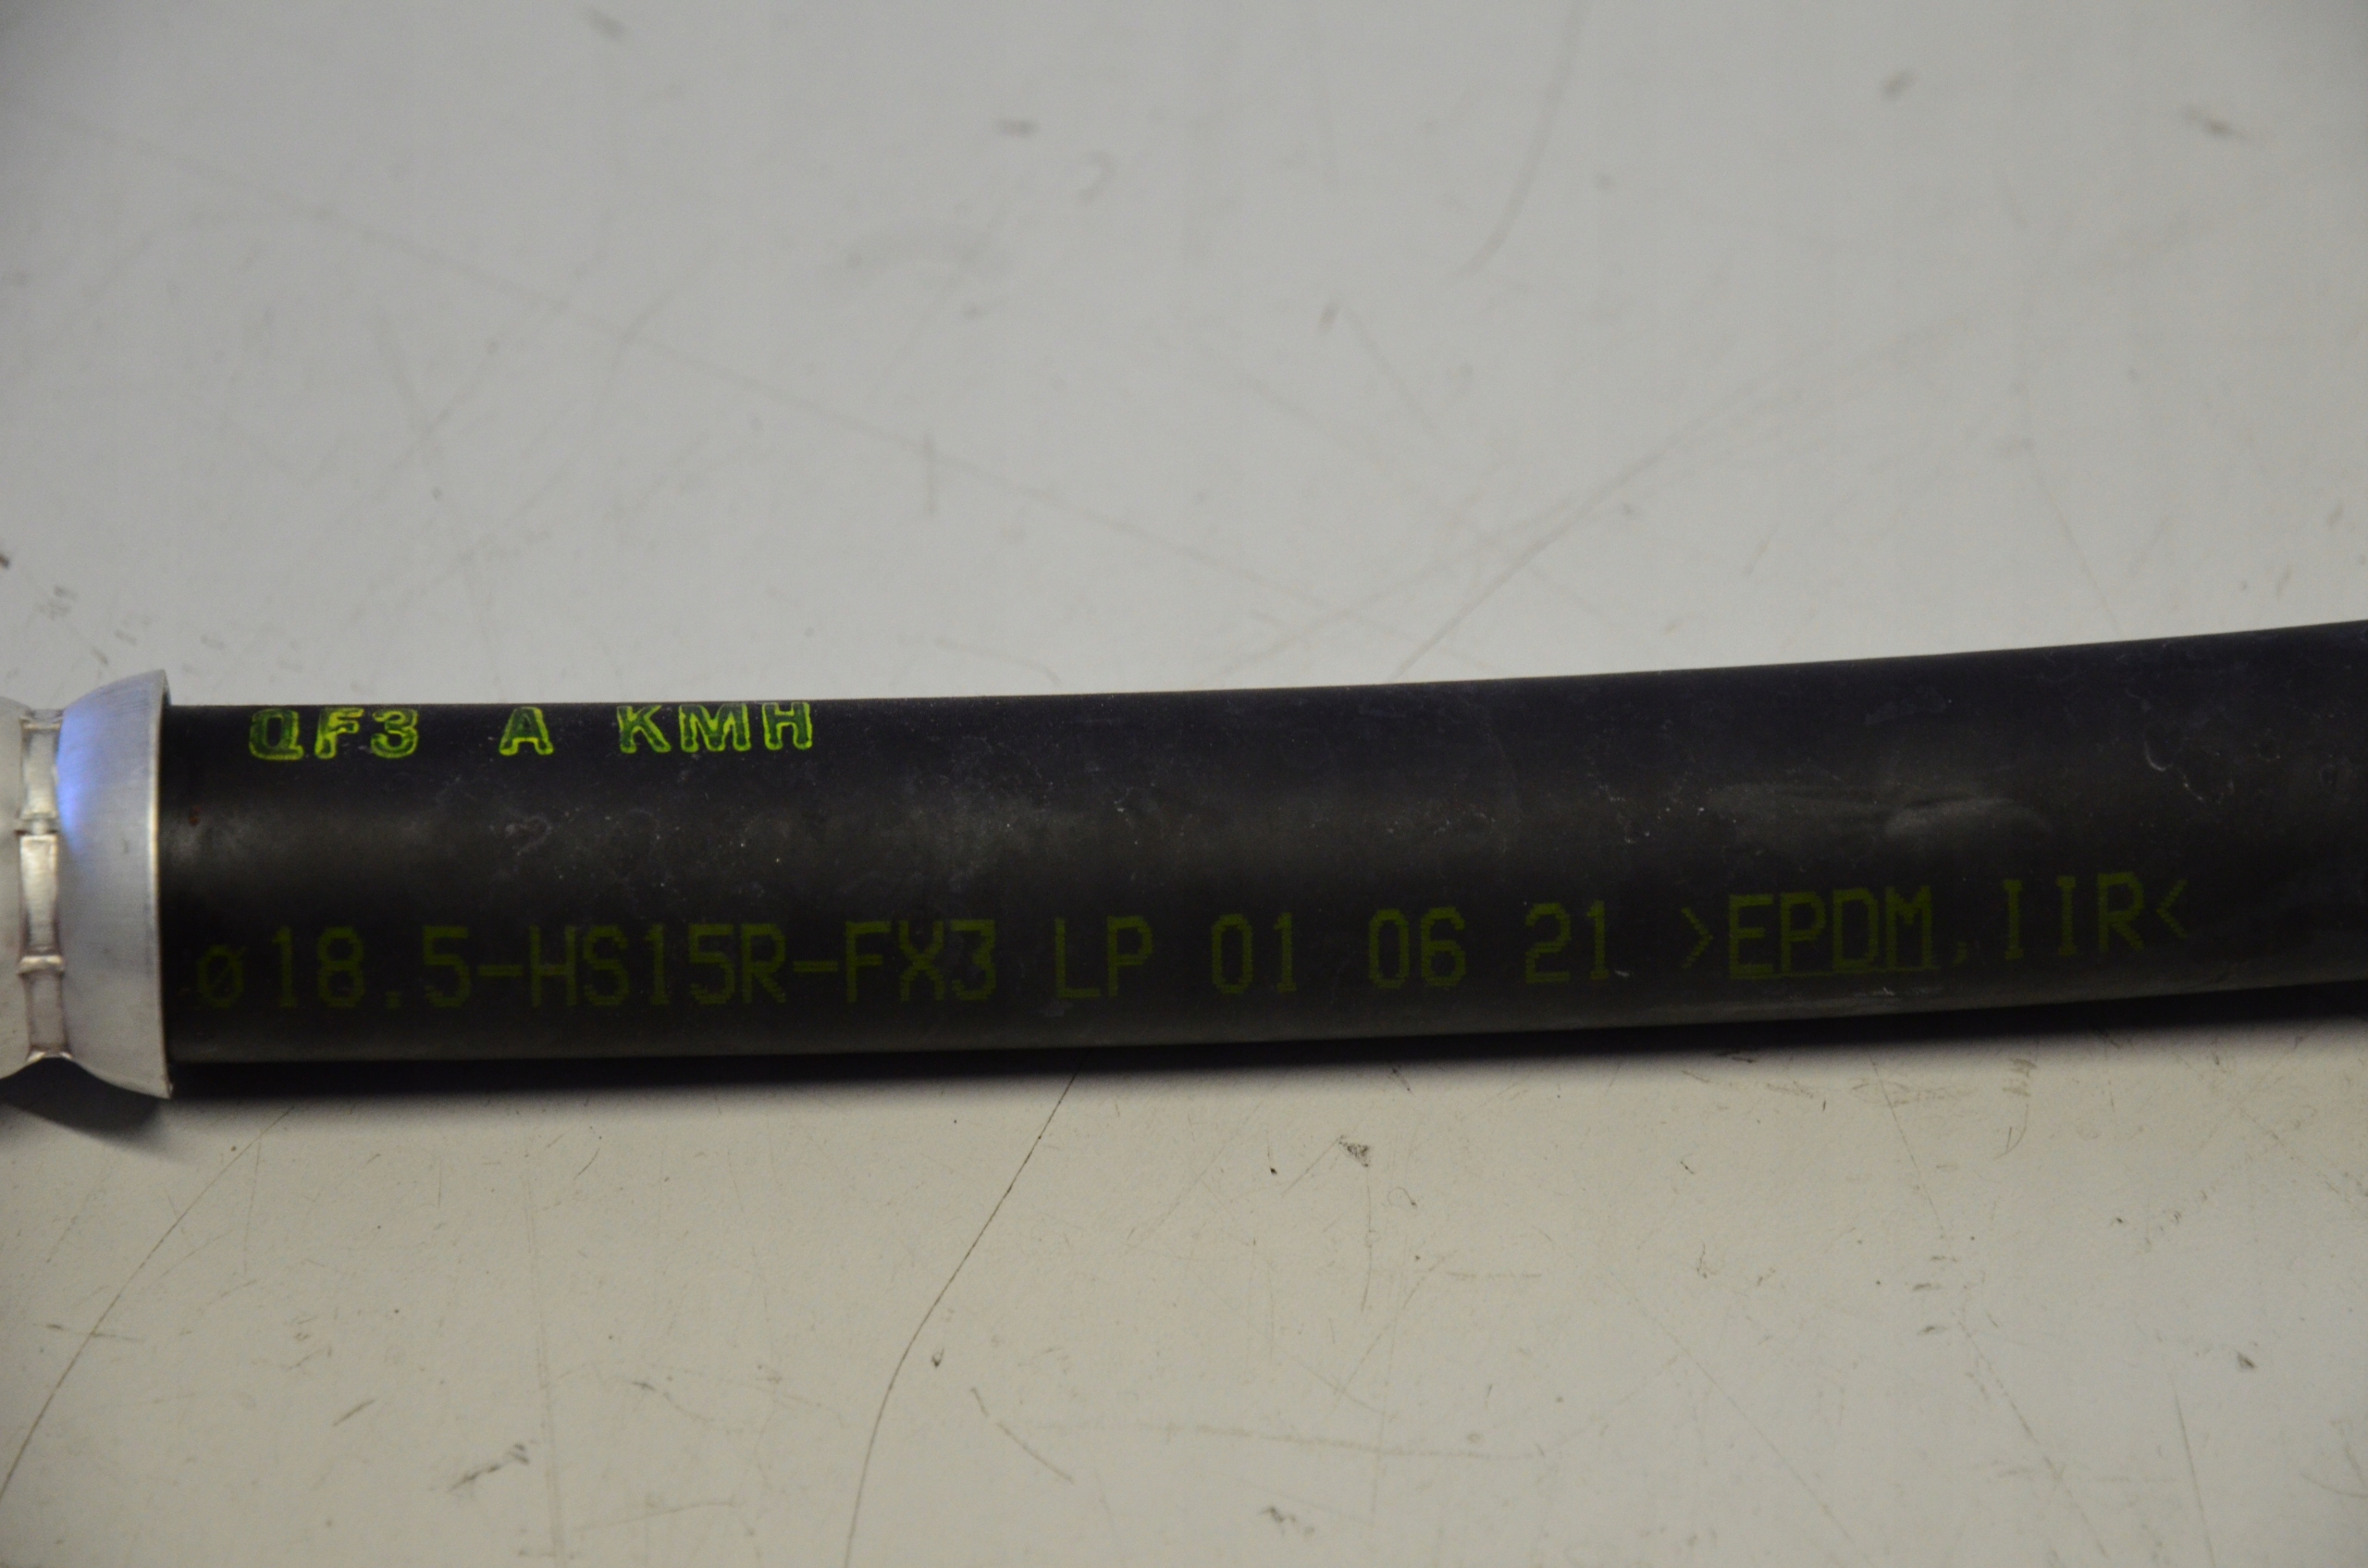 QF3 A KMH
ø18.5-HS15R-FX3 LP 01 06 21 >EPDM,IIR<